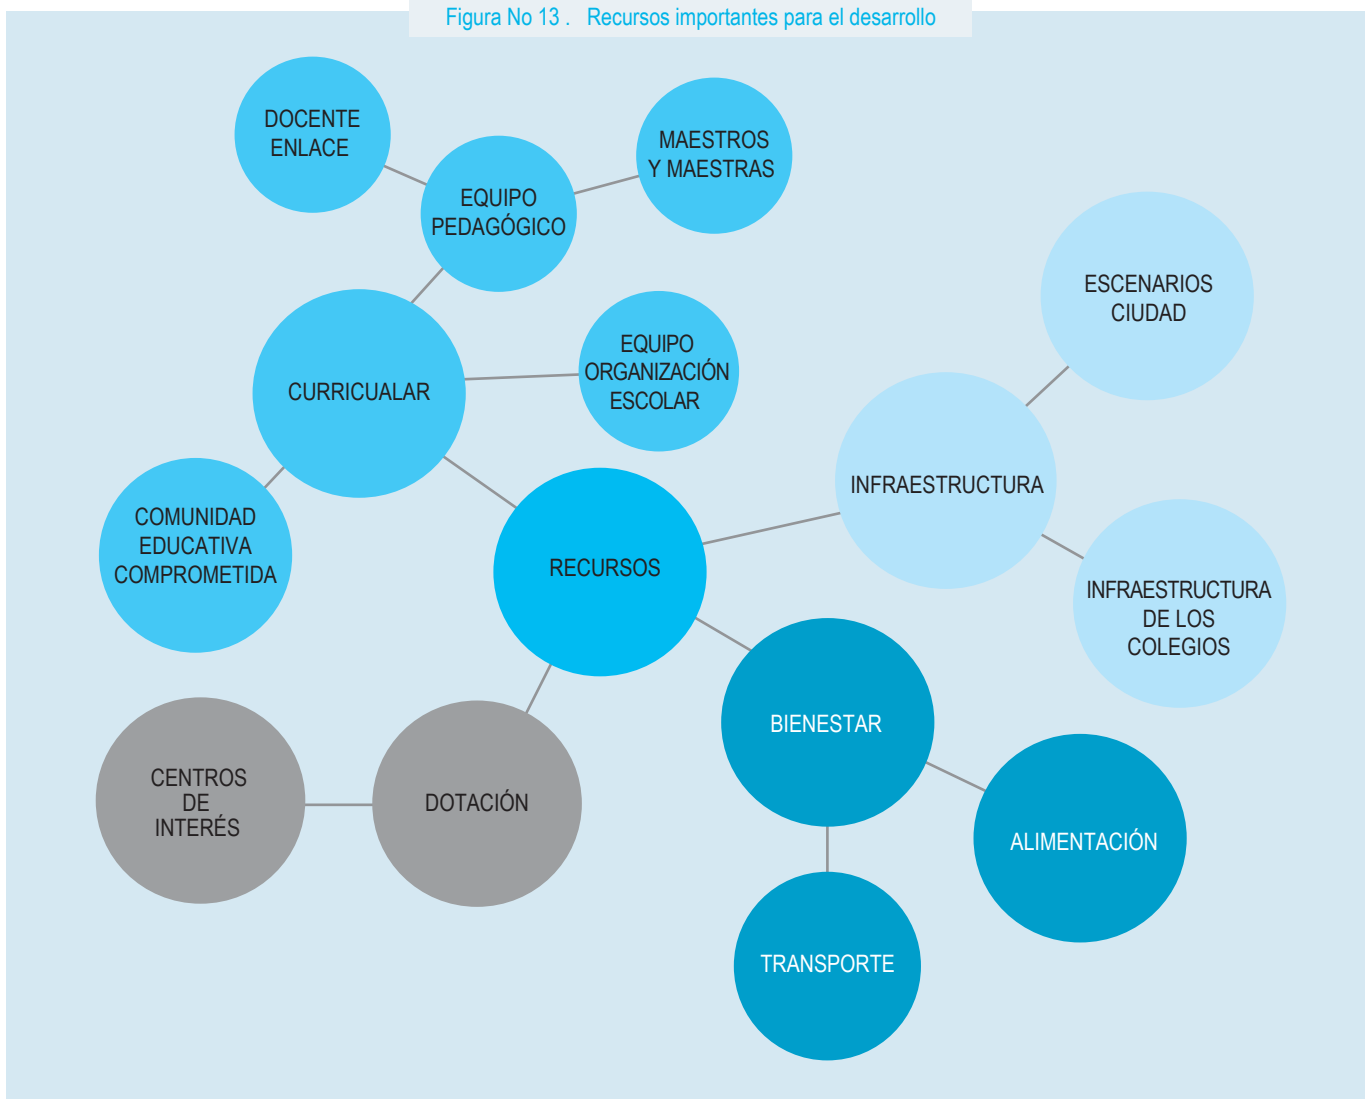 Figura No 13 . Recursos importantes para el desarrollo
DOCENTE
ENLACE
EQUIPO
PEDAGÓGICO
MAESTROS
Y MAESTRAS
ESCENARIOS
CIUDAD
EQUIPO
ORGANIZACIÓN
ESCOLAR
CURRICUALAR
INFRAESTRUCTURA
COMUNIDAD
EDUCATIVA
COMPROMETIDA
RECURSOS
INFRAESTRUCTURA
DE LOS
COLEGIOS
BIENESTAR
CENTROS
DE
INTERÉS
DOTACIÓN
ALIMENTACIÓN
TRANSPORTE